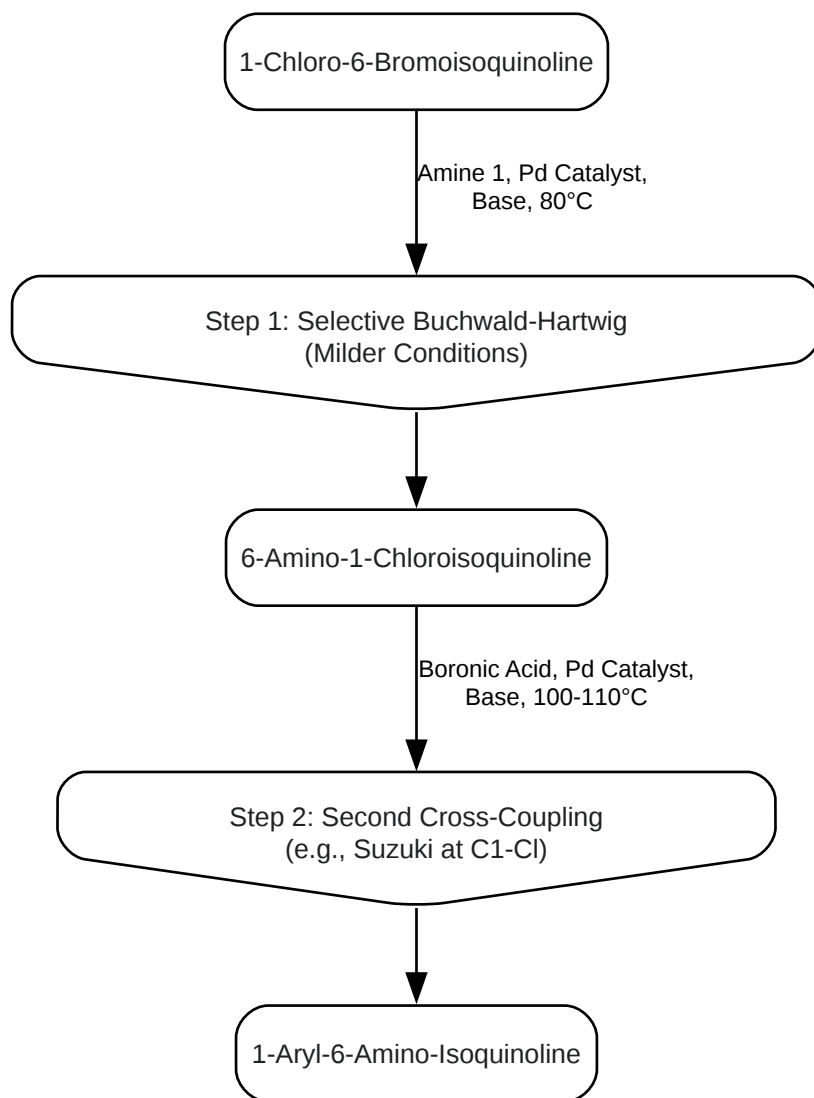 1-Chloro-6-Bromoisoquinoline
Amine 1, Pd Catalyst,
Base, 80°C
Step 1: Selective Buchwald-Hartwig
(Milder Conditions)
6-Amino-1-Chloroisoquinoline
Boronic Acid, Pd Catalyst,
Base, 100-110°C
Step 2: Second Cross-Coupling
(e.g., Suzuki at C1-Cl)
1-Aryl-6-Amino-Isoquinoline